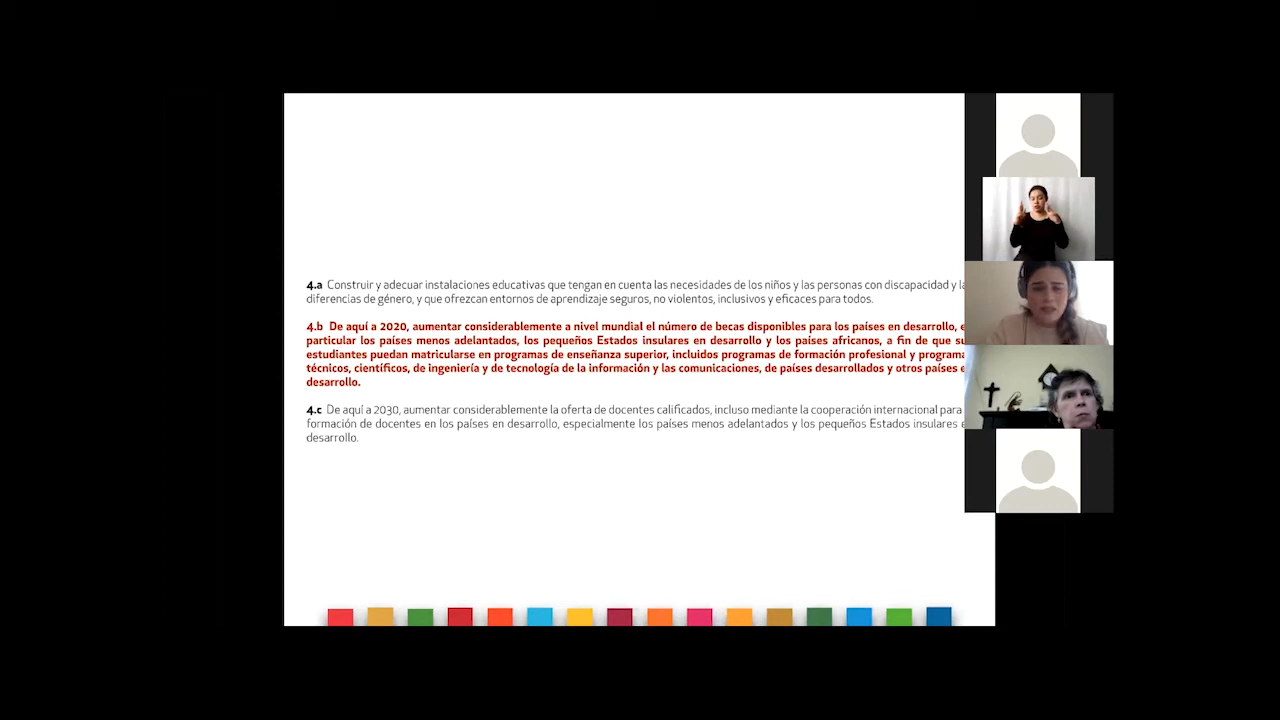 4.a Construir y adecuar instalaciones educativas que tengan en cuenta las necesidades de los niños y las personas con discapacidad y
diferencias de género, y que ofrezcan entornos de aprendizaje seguros, no violentos, inclusivos y eficaces para todos.
4.b De aquí a 2020, aumentar considerablemente a nivel mundial el número de becas disponibles para los países en desarrollo,
particular los países menos adelantados, los pequeños Estados insulares en desarrollo y los países africanos, a fin de que
estudiantes puedan matricularse en programas de enseñanza superior, incluidos programas de formación profesional y
técnicos, científicos, de ingeniería y de tecnología de la información y las comunicaciones, de países desarrollados y otros países
desarrollo.
4.c De aquí a 2030, aumentar considerablemente la oferta de docentes calificados, incluso mediante la cooperación internacional para
formación de docentes en los países en desarrollo, especialmente los países menos adelantados y los pequeños Estados insulares
desarrollo.